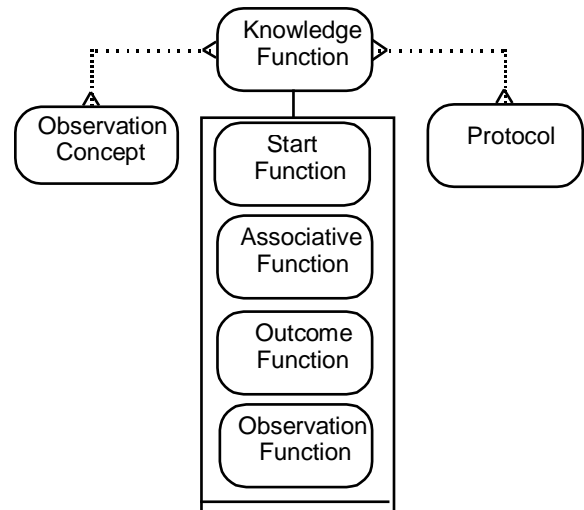 Knowledge
Function
Observation
Concept
Protocol
Start
Function
Associative
Function
Outcome
Function
Observation
Function